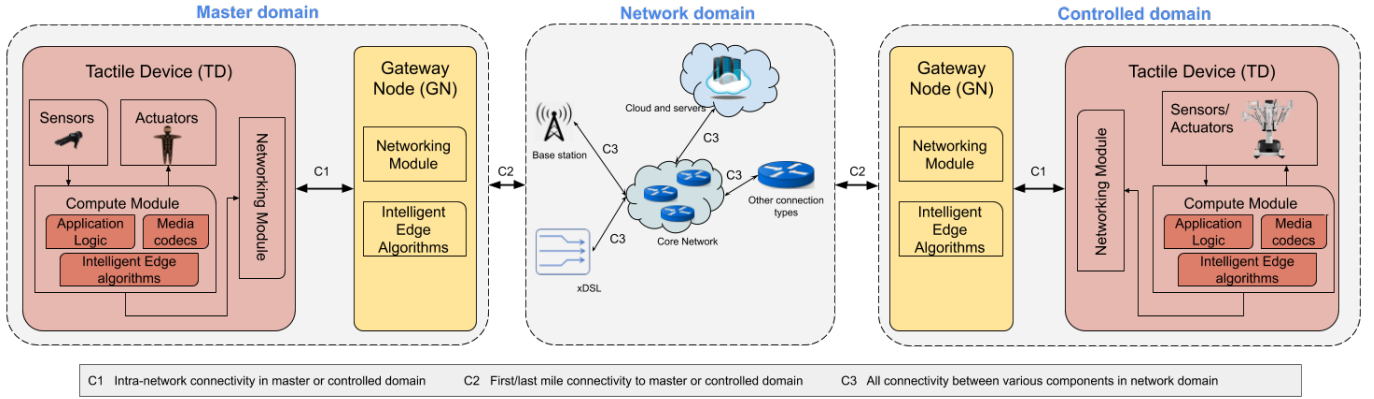 Master domain
Network domain
Controlled domain
Tactile Device (TD)
Sensors
Actuators
Networking Module
Compute Module
Application
Logic
Media
codecs
Intelligent Edge
algorithms
C1
Gateway
Node (GN)
Networking
Module
Intelligent
Edge
Algorithms
C2
Cloud and servers
Base station
C3
C3
C3
C3
Core Network
Other connection
types
xDSL
C2
Gateway
Node (GN)
Networking
Module
Intelligent
Edge
Algorithms
C1
Tactile Device (TD)
Sensors/
Actuators
Networking Module
Compute Module
Application
Logic
Media
codecs
Intelligent Edge
algorithms
C1 Intra-network connectivity in master or controlled domain
C2 First/last mile connectivity to master or controlled domain
C3 All connectivity between various components in network domain